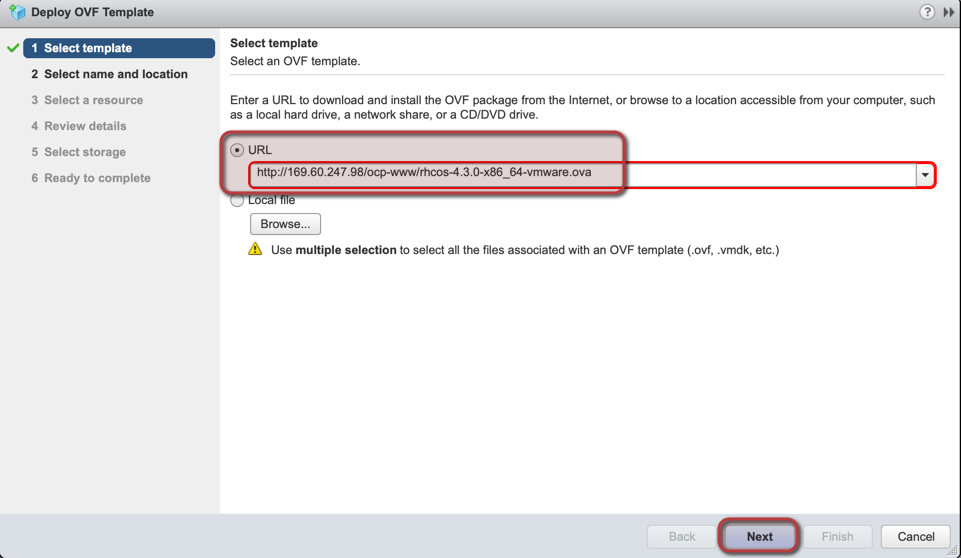 Deploy OVF Template
1 Select template
2 Select name and location
3 Select a resource
4 Review details
5 Select storage
6 Ready to complete
Select template
Select an OVF template.
Enter a URL to download and install the OVF package from the Internet, or browse to a location accessible from your computer, such
as a local hard drive, a network share, or a CD/DVD drive.
URL
http://169.60.247.98/ocp-www/rhcos-4.3.0-x86_64-vmware.ova
Local file
Browse...
Use multiple selection to select all the files associated with an OVF template (.ovf, .vmdk, etc.)
Back Next Finish Cancel